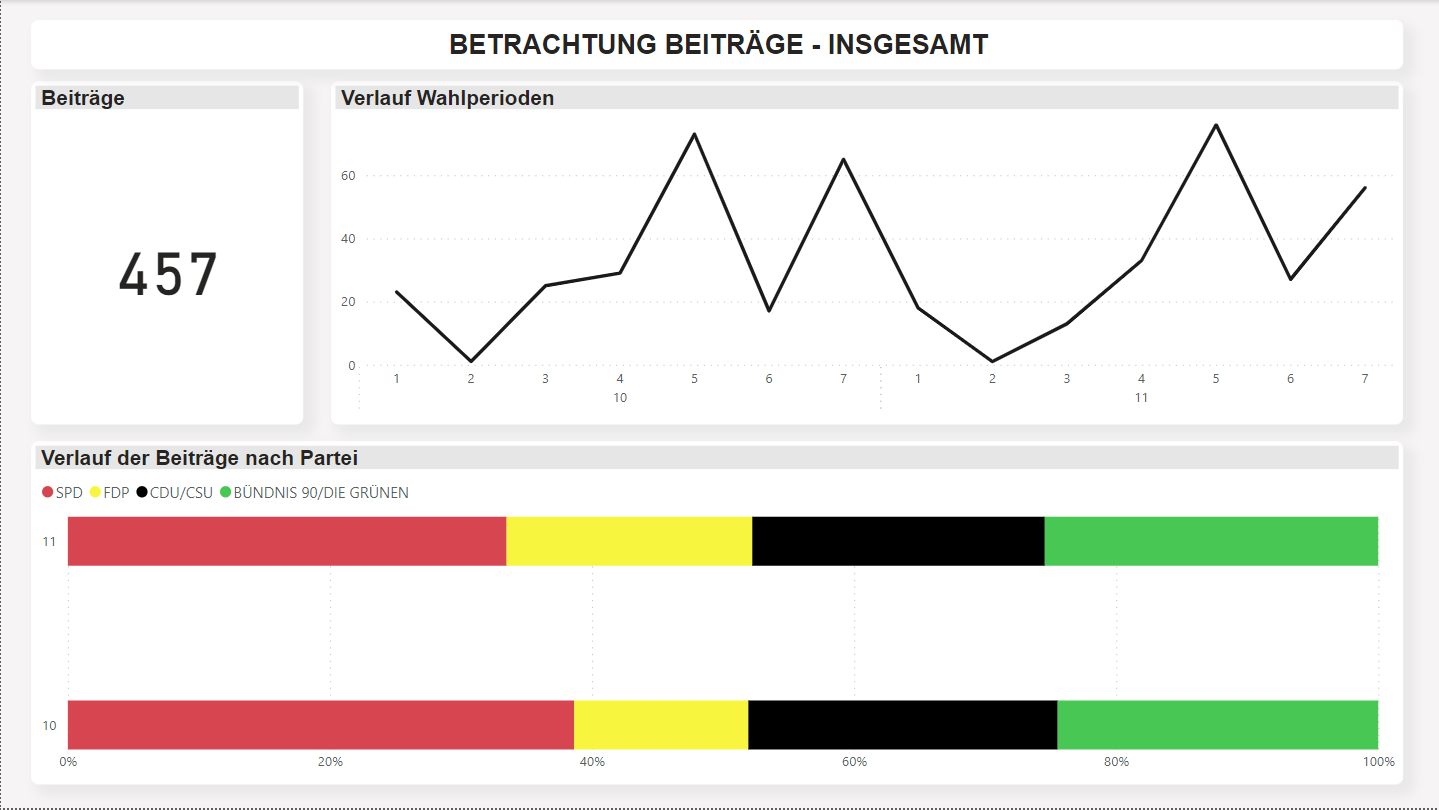 BETRACHTUNG BEITRÄGE - INSGESAMT
Beiträge
457
Verlauf Wahlperioden
60
40
20
0
1 2 3 4 5 6 7 1 2 3 4 5 6 7
10 11
Verlauf der Beiträge nach Partei
SPD FDP CDU/CSU BÜNDNIS 90/DIE GRÜNEN
11
10
0% 20% 40% 60% 80% 100%